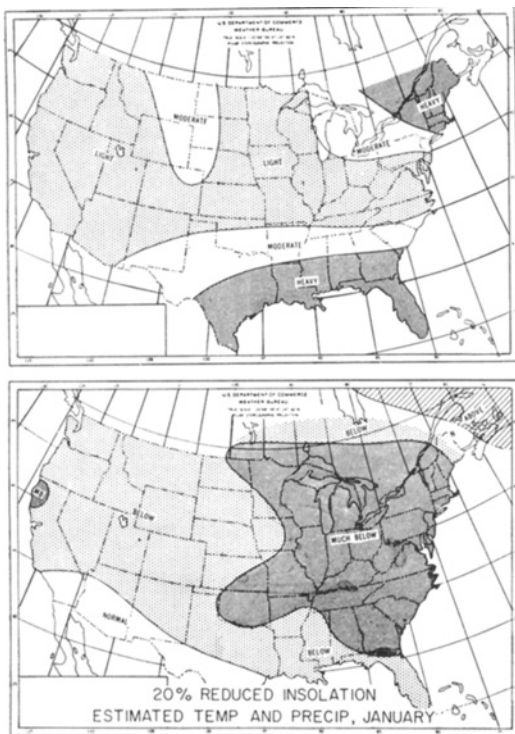 U.S. DEPARTMENT OF COMMERCE
WEATHER BUREAU
HEAVY
MODERATE
MODERATE
LIGHT
LIGHT
MODERATE
HEAVY
U.S. DEPARTMENT OF COMMERCE
WEATHER BUREAU
ABOVE
BELOW
BELOW
MUCH BELOW
NORMAL
BELOW
20% REDUCED INSOLATION
ESTIMATED TEMP AND PRECIP, JANUARY